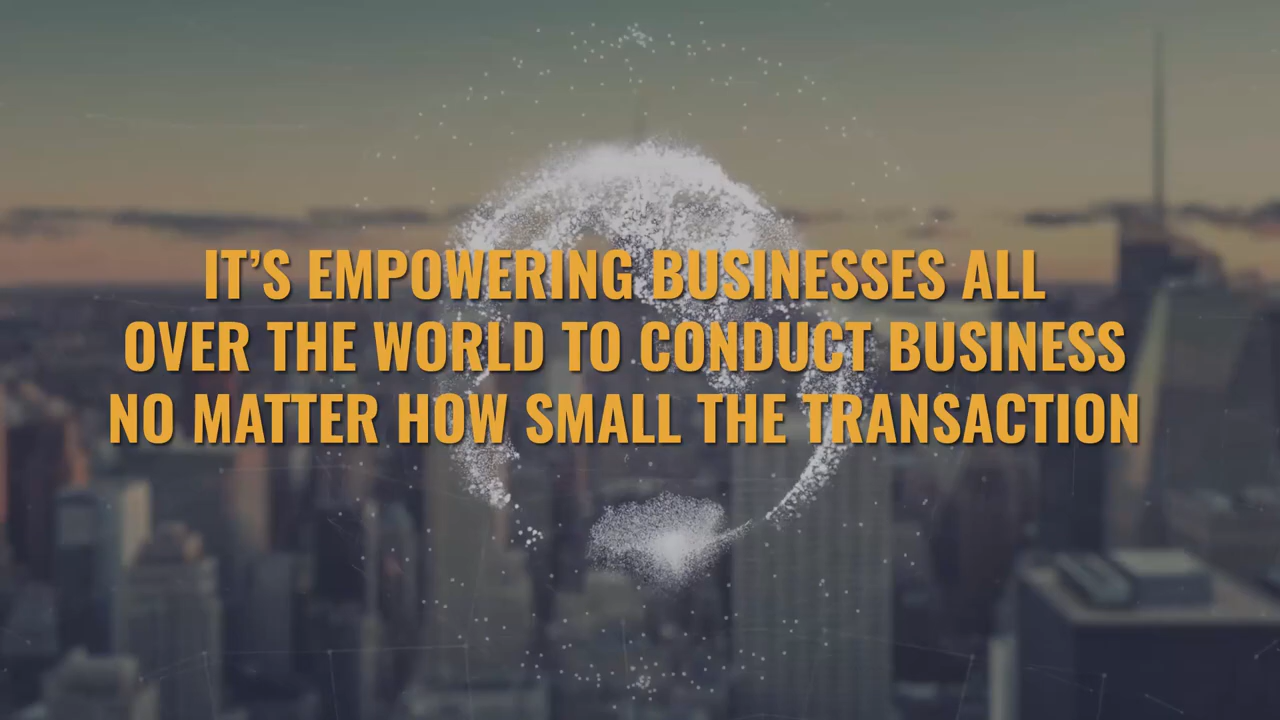 IT’S EMPOWERING BUSINESSES ALL
OVER THE WORLD TO CONDUCT BUSINESS
NO MATTER HOW SMALL THE TRANSACTION